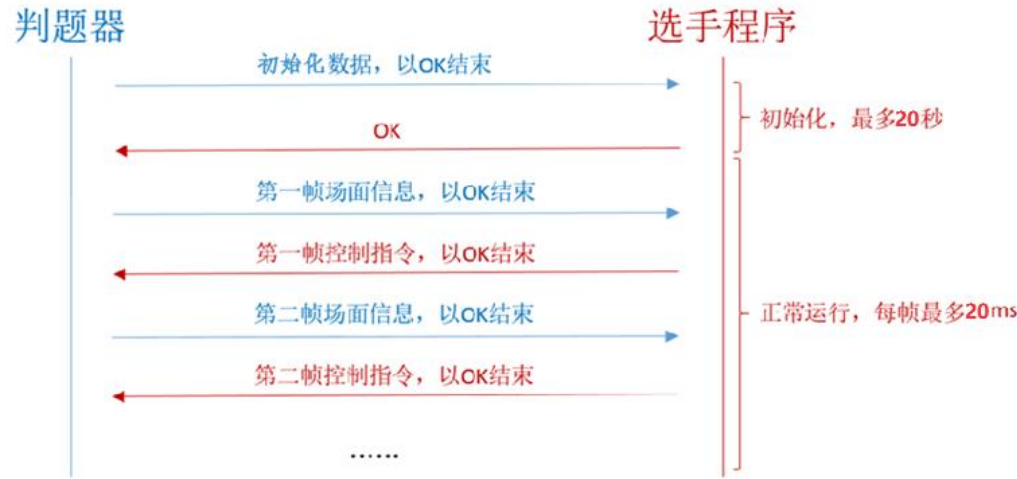 判题器
选手程序
初始化数据，以OK结束
OK
初始化，最多20秒
第一帧场面信息，以OK结束
第一帧控制指令，以OK结束
第二帧场面信息，以OK结束
正常运行，每帧最多20ms
第二帧控制指令，以OK结束
……